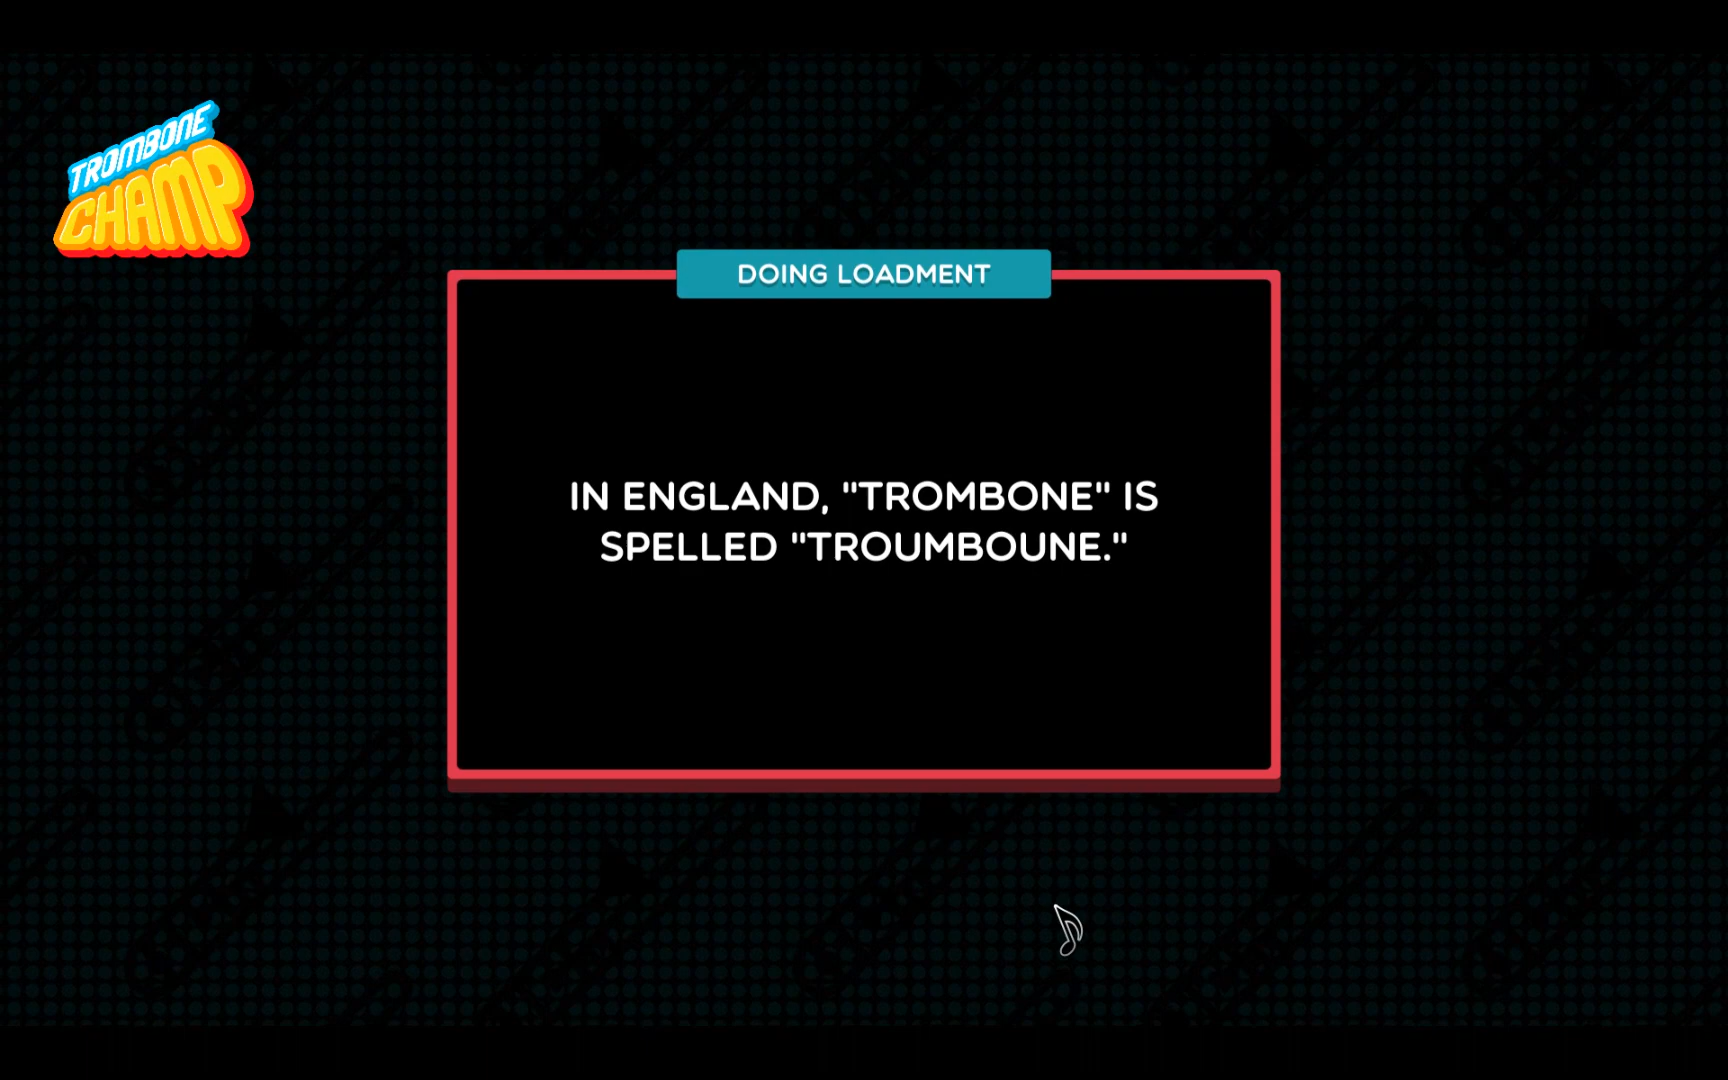 TROMBONE
CHAMP
DOING LOADMENT
IN ENGLAND, "TROMBONE" IS
SPELLED "TROUMBOUNE."